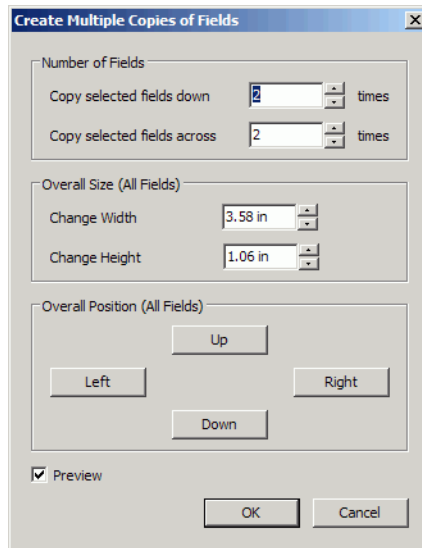 Create Multiple Copies of Fields
Number of Fields
Copy selected fields down 2 times
Copy selected fields across 2 times
Overall Size (All Fields)
Change Width 3.58 in
Change Height 1.06 in
Overall Position (All Fields)
Up
Left Right
Down
Preview
OK Cancel